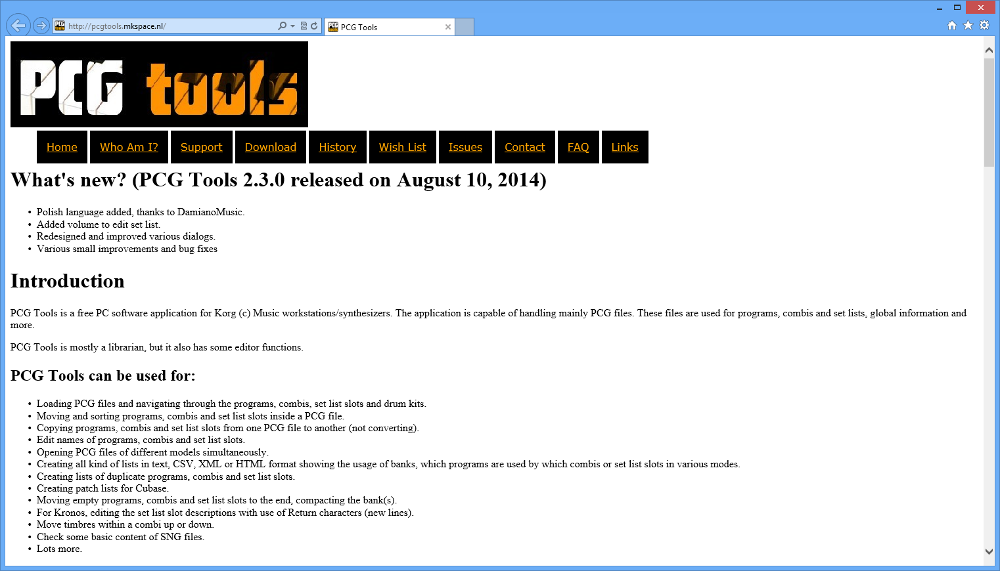 http://pcgtools.mkspace.nl/
PCG Tools
PCG tools
Home Who Am I? Support Download History Wish List Issues Contact FAQ Links
What's new? (PCG Tools 2.3.0 released on August 10, 2014)
• Polish language added, thanks to DamianoMusic.
• Added volume to edit set list.
• Redesigned and improved various dialogs.
• Various small improvements and bug fixes
Introduction
PCG Tools is a free PC software application for Korg (c) Music workstations/synthesizers. The application is capable of handling mainly PCG files. These files are used for programs, combis and set lists, global information and
more.
PCG Tools is mostly a librarian, but it also has some editor functions.
PCG Tools can be used for:
• Loading PCG files and navigating through the programs, combis, set list slots and drum kits.
• Moving and sorting programs, combis and set list slots inside a PCG file.
• Copying programs, combis and set list slots from one PCG file to another (not converting).
• Edit names of programs, combis and set list slots.
• Opening PCG files of different models simultaneously.
• Creating all kind of lists in text, CSV, XML or HTML format showing the usage of banks, which programs are used by which combis or set list slots in various modes.
• Creating lists of duplicate programs, combis and set list slots.
• Creating patch lists for Cubase.
• Moving empty programs, combis and set list slots to the end, compacting the bank(s).
• For Kronos, editing the set list slot descriptions with use of Return characters (new lines).
• Move timbres within a combi up or down.
• Check some basic content of SNG files.
• Lots more.